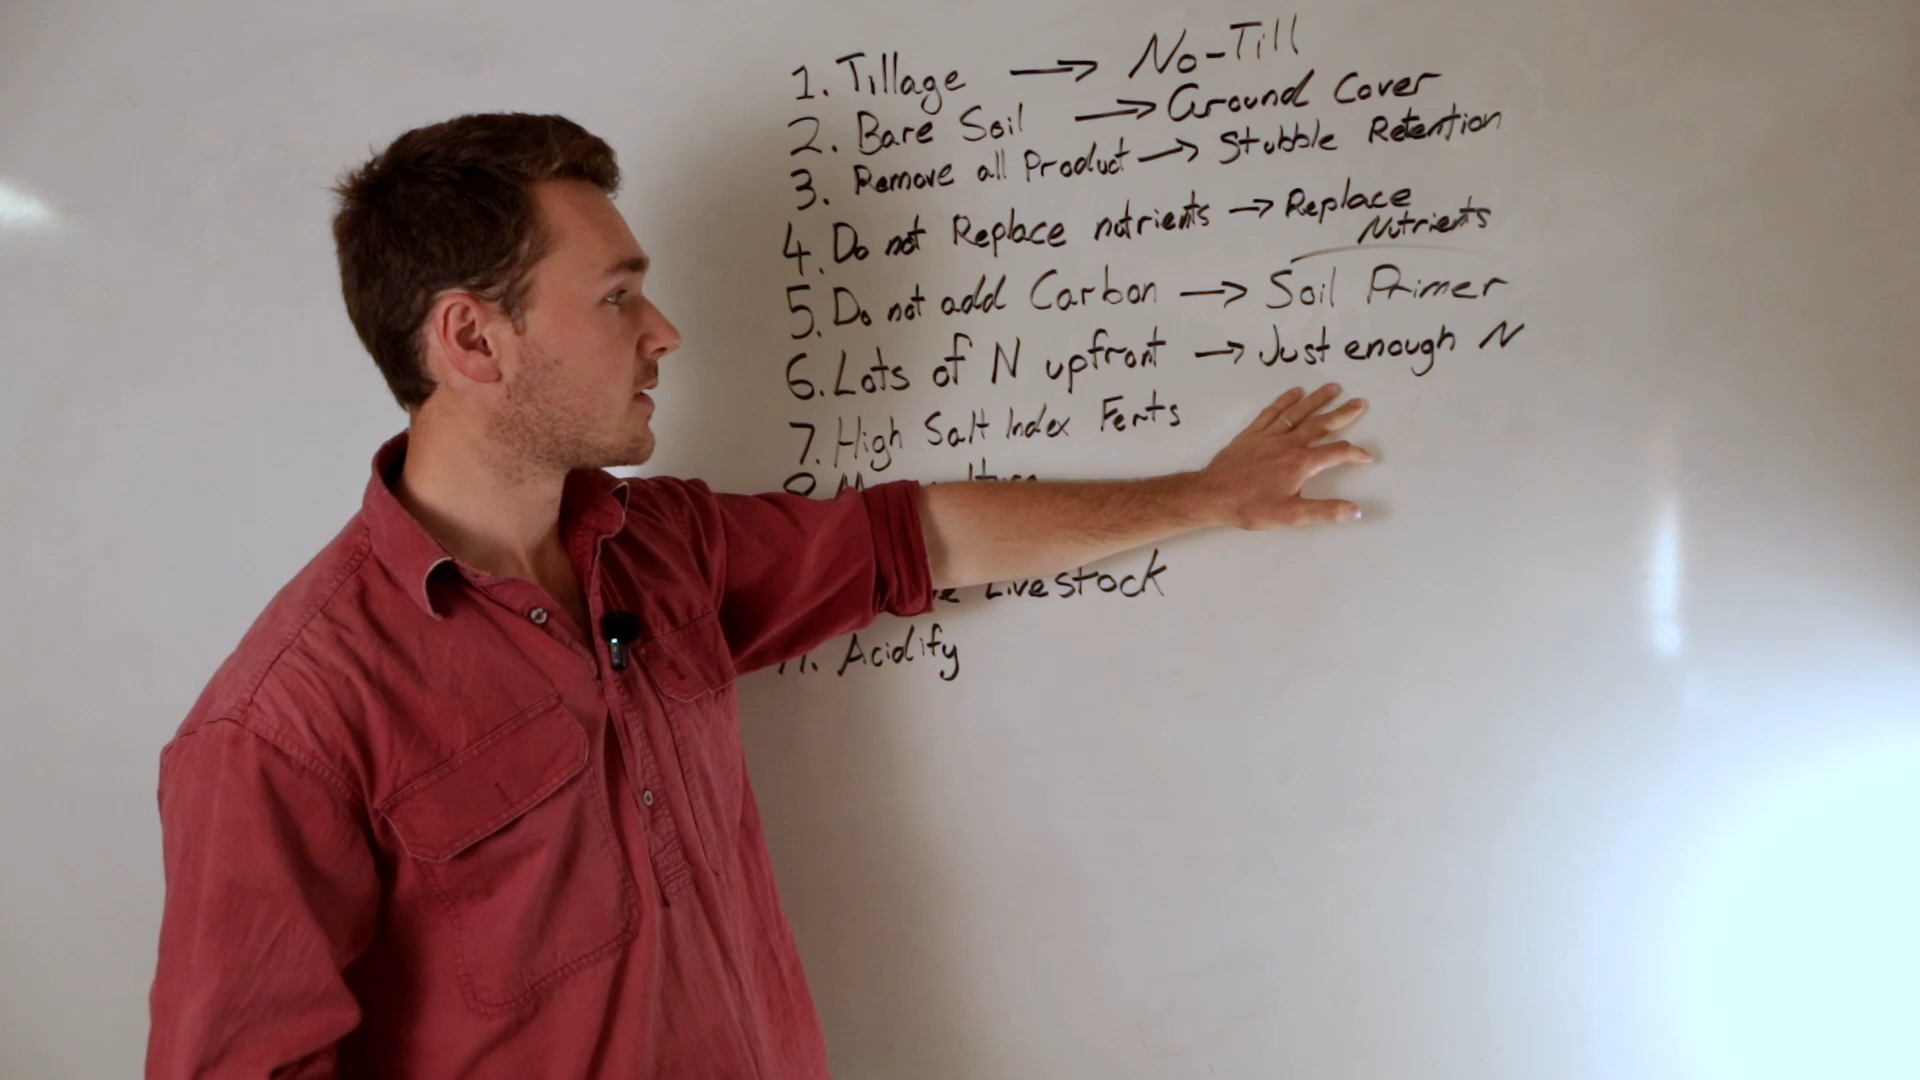 1. Tillage → No-Till
2. Bare Soil → Ground Cover
3. Remove all Product → Stubble Retention
4. Do not Replace nutrients → Replace
Nutrients
5. Do not add Carbon → Soil Primer
6. Lots of N upfront → Just enough N
7. High Salt Index Ferts
Livestock
11. Acidify